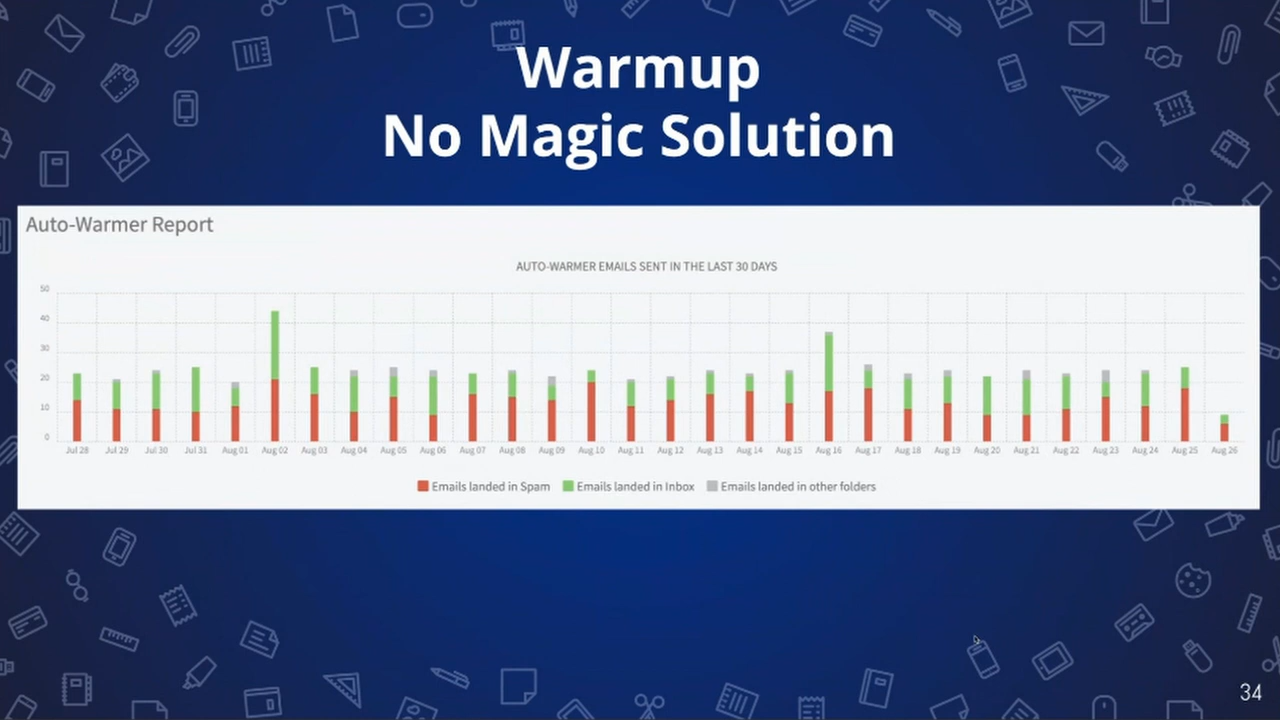 Warmup
No Magic Solution
Auto-Warmer Report
AUTO-WARMER EMAILS SENT IN THE LAST 30 DAYS
50
40
30
20
10
0
Jul 28 Jul 29 Jul 30 Jul 31 Aug 01 Aug 02 Aug 03 Aug 04 Aug 05 Aug 06 Aug 07 Aug 08 Aug 09 Aug 10 Aug 11 Aug 12 Aug 13 Aug 14 Aug 15 Aug 16 Aug 17 Aug 18 Aug 19 Aug 20 Aug 21 Aug 22 Aug 23 Aug 24 Aug 25 Aug 26
Emails landed in Spam Emails landed in Inbox Emails landed in other folders
34